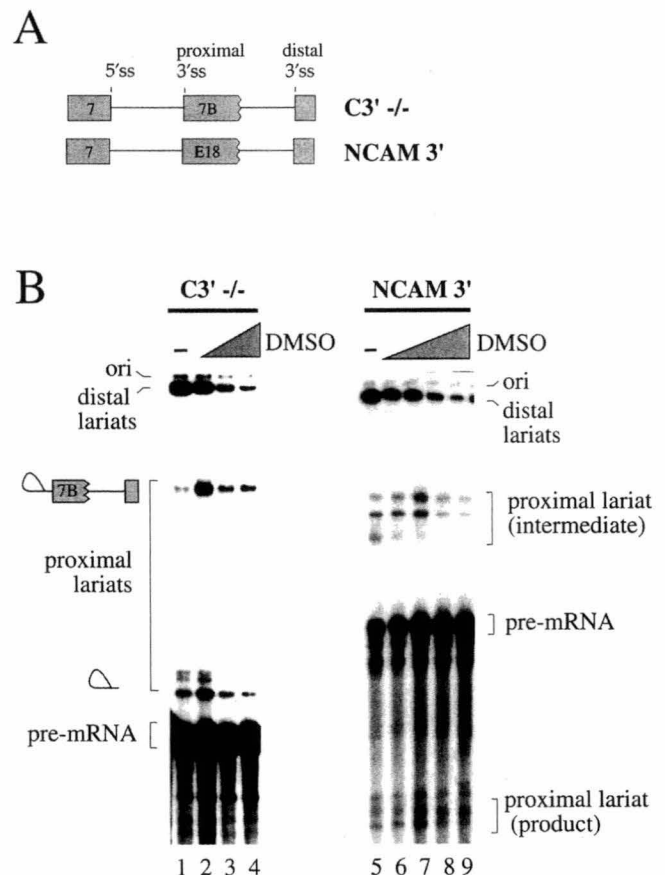 A
proximal distal
5'ss 3'ss 3'ss
7 7B C3' -/-
7 E18 NCAM 3'
B
C3' -/- NCAM 3'
– DMSO – DMSO
ori ori
distal
lariats
distal
lariats
7B
proximal lariat
(intermediate)
proximal
lariats
pre-mRNA
pre-mRNA
proximal lariat
(product)
1 2 3 4 5 6 7 8 9